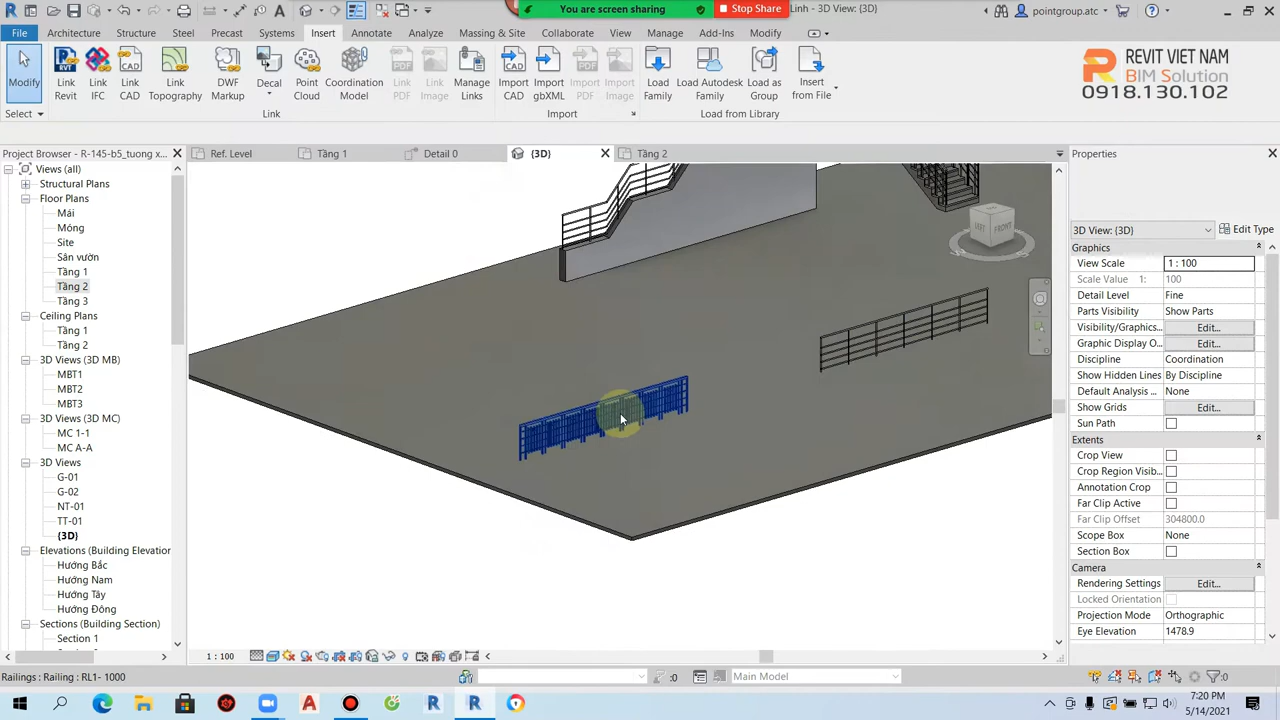 You are screen sharing
Stop Share
Linh - 3D View: {3D}
pointgroup.atc
File
Architecture
Structure
Steel
Precast
Systems
Insert
Annotate
Analyze
Massing & Site
Collaborate
View
Manage
Add-Ins
Modify
Modify
Link Revit
Link IFC
Link CAD
Link Topography
DWF Markup
Decal
Point Cloud
Coordination Model
Link PDF
Link Image
Manage Links
Import CAD
Import gbXML
Import PDF
Import Image
Load Family
Load Autodesk Family
Load as Group
Insert from File
Select
Link
Import
Load from Library
REVIT VIET NAM
BIM Solution
0918.130.102
Project Browser - R-145-b5_tuong x...
Ref. Level
Tầng 1
Detail 0
{3D}
Tầng 2
Properties
Views (all)
Structural Plans
Floor Plans
Mái
Móng
Site
Sân vườn
Tầng 1
Tầng 2
Tầng 3
Ceiling Plans
Tầng 1
Tầng 2
3D Views (3D MB)
MBT1
MBT2
MBT3
3D Views (3D MC)
MC 1-1
MC A-A
3D Views
G-01
G-02
NT-01
TT-01
{3D}
Elevations (Building Elevation
Hướng Bắc
Hướng Nam
Hướng Tây
Hướng Đông
Sections (Building Section)
Section 1
LEFT
FRONT
3D View: {3D}
Edit Type
Graphics
View Scale 1 : 100
Scale Value 1: 100
Detail Level Fine
Parts Visibility Show Parts
Visibility/Graphics... Edit...
Graphic Display O... Edit...
Discipline Coordination
Show Hidden Lines By Discipline
Default Analysis ... None
Show Grids Edit...
Sun Path
Extents
Crop View
Crop Region Visib...
Annotation Crop
Far Clip Active
Far Clip Offset 304800.0
Scope Box None
Section Box
Camera
Rendering Settings Edit...
Locked Orientation
Projection Mode Orthographic
Eye Elevation 1478.9
1 : 100
Railings : Railing : RL1- 1000
:0
Main Model
:0
7:20 PM
5/14/2021